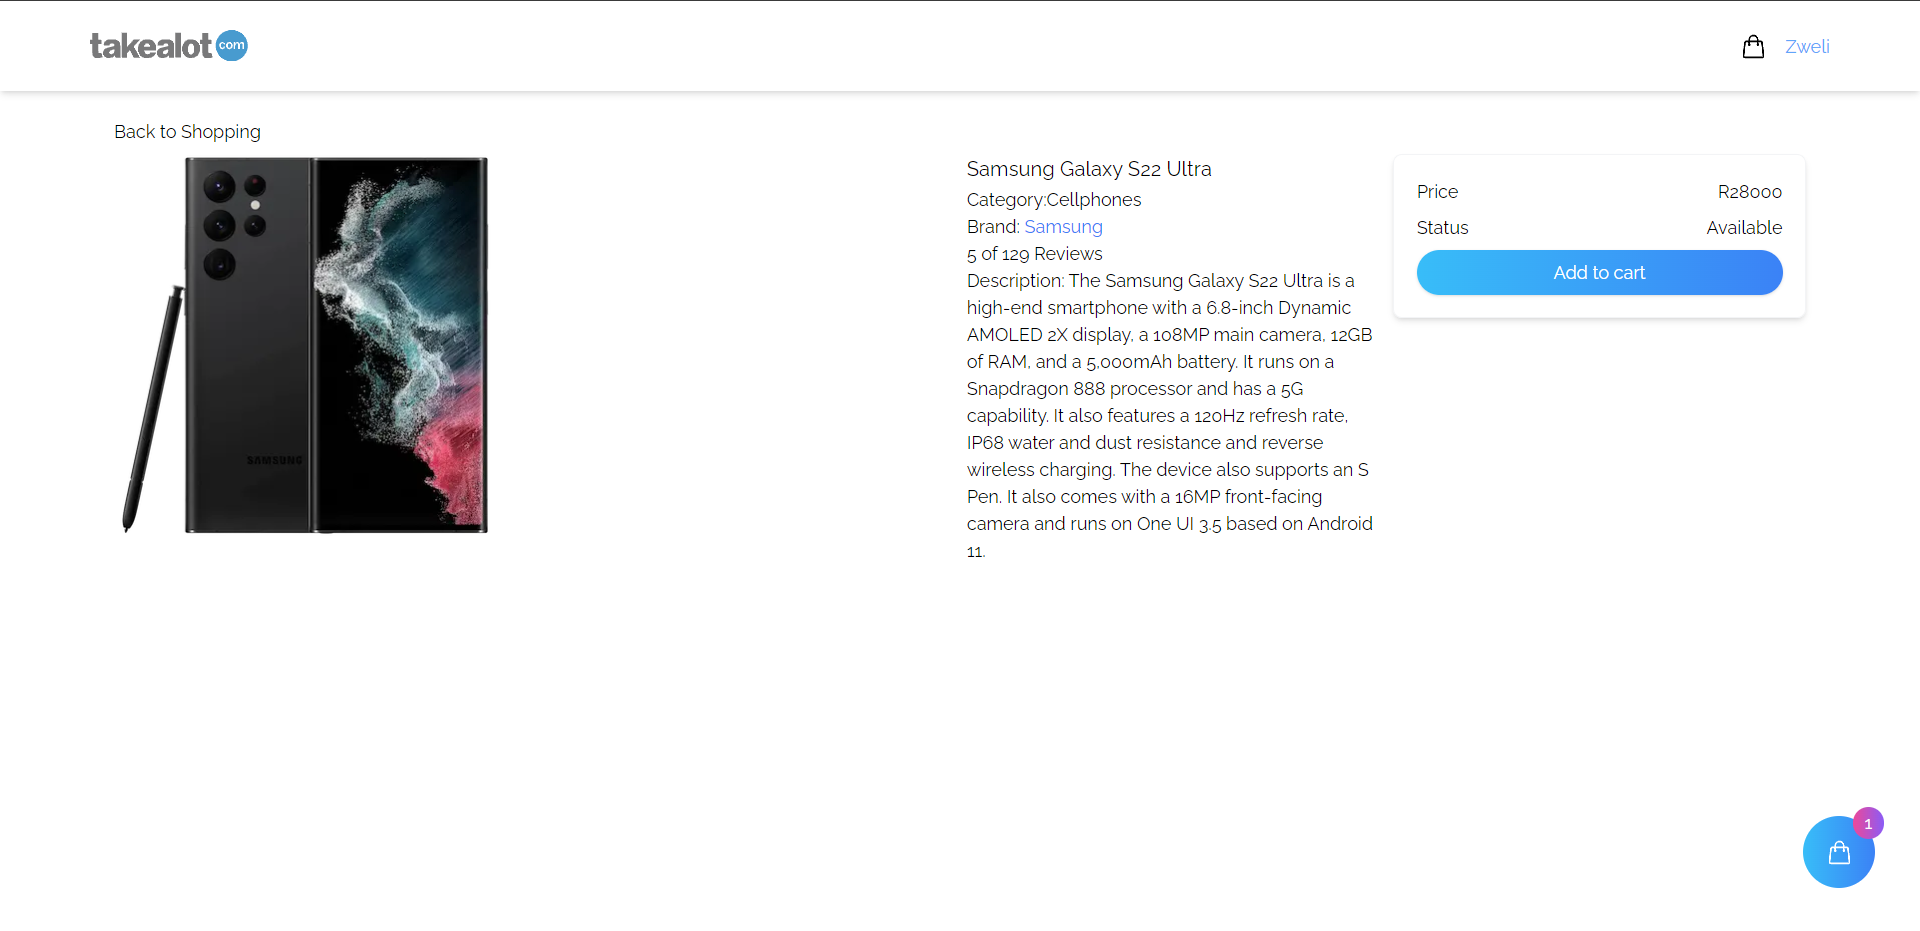 takealot com
Zweli
Back to Shopping
SAMSUNG
Samsung Galaxy S22 Ultra
Category:Cellphones
Brand: Samsung
5 of 129 Reviews
Description: The Samsung Galaxy S22 Ultra is a
high-end smartphone with a 6.8-inch Dynamic
AMOLED 2X display, a 108MP main camera, 12GB
of RAM, and a 5,000mAh battery. It runs on a
Snapdragon 888 processor and has a 5G
capability. It also features a 120Hz refresh rate,
IP68 water and dust resistance and reverse
wireless charging. The device also supports an S
Pen. It also comes with a 16MP front-facing
camera and runs on One UI 3.5 based on Android
11.
Price R28000
Status Available
Add to cart
1